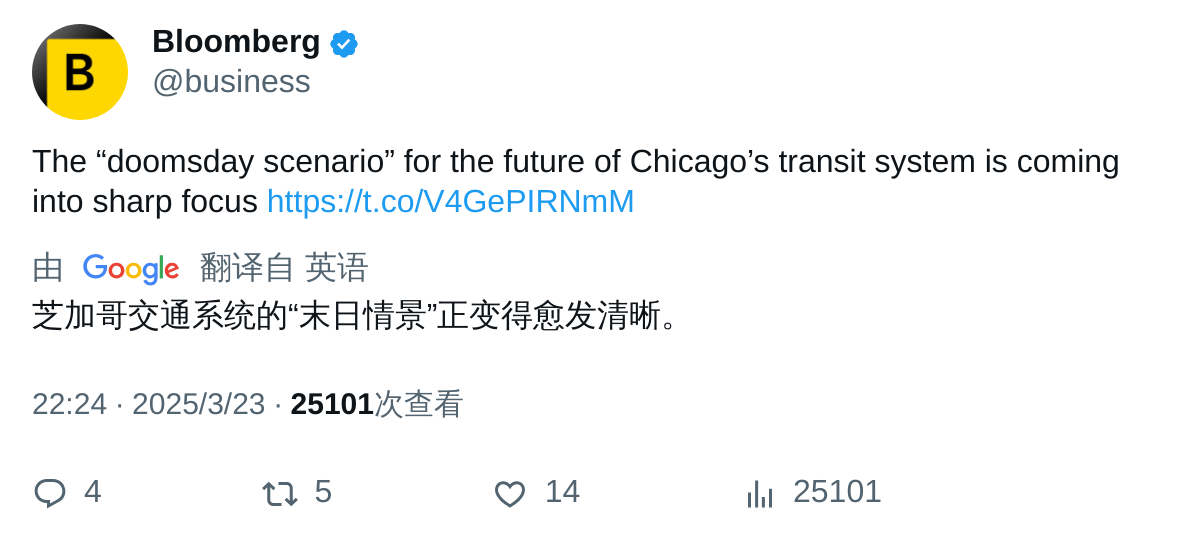 B
Bloomberg
@business
The “doomsday scenario” for the future of Chicago’s transit system is coming
into sharp focus https://t.co/V4GePIRNmM
由 Google 翻译自 英语
芝加哥交通系统的“末日情景”正变得愈发清晰。
22:24 · 2025/3/23 · 25101次查看
4 5 14 25101